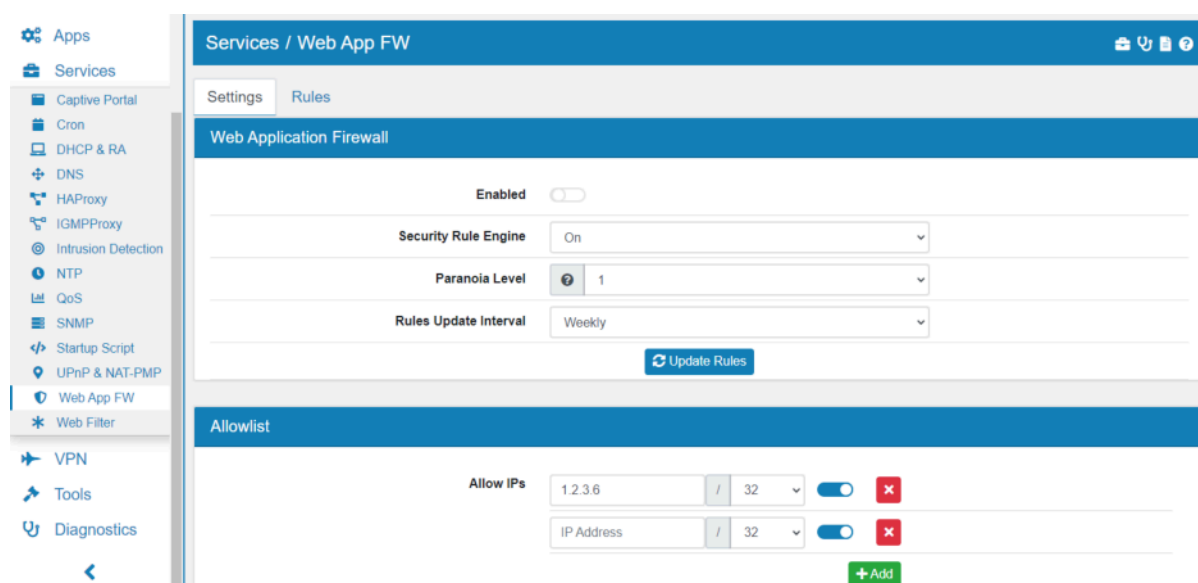 Apps
Services
Captive Portal
Cron
DHCP & RA
DNS
HAProxy
IGMPProxy
Intrusion Detection
NTP
QoS
SNMP
Startup Script
UPnP & NAT-PMP
Web App FW
Web Filter
VPN
Tools
Diagnostics
Services / Web App FW
Settings Rules
Web Application Firewall
Enabled
Security Rule Engine On
Paranoia Level 1
Rules Update Interval Weekly
Update Rules
Allowlist
Allow IPs 1.2.3.6 / 32
IP Address / 32
+ Add